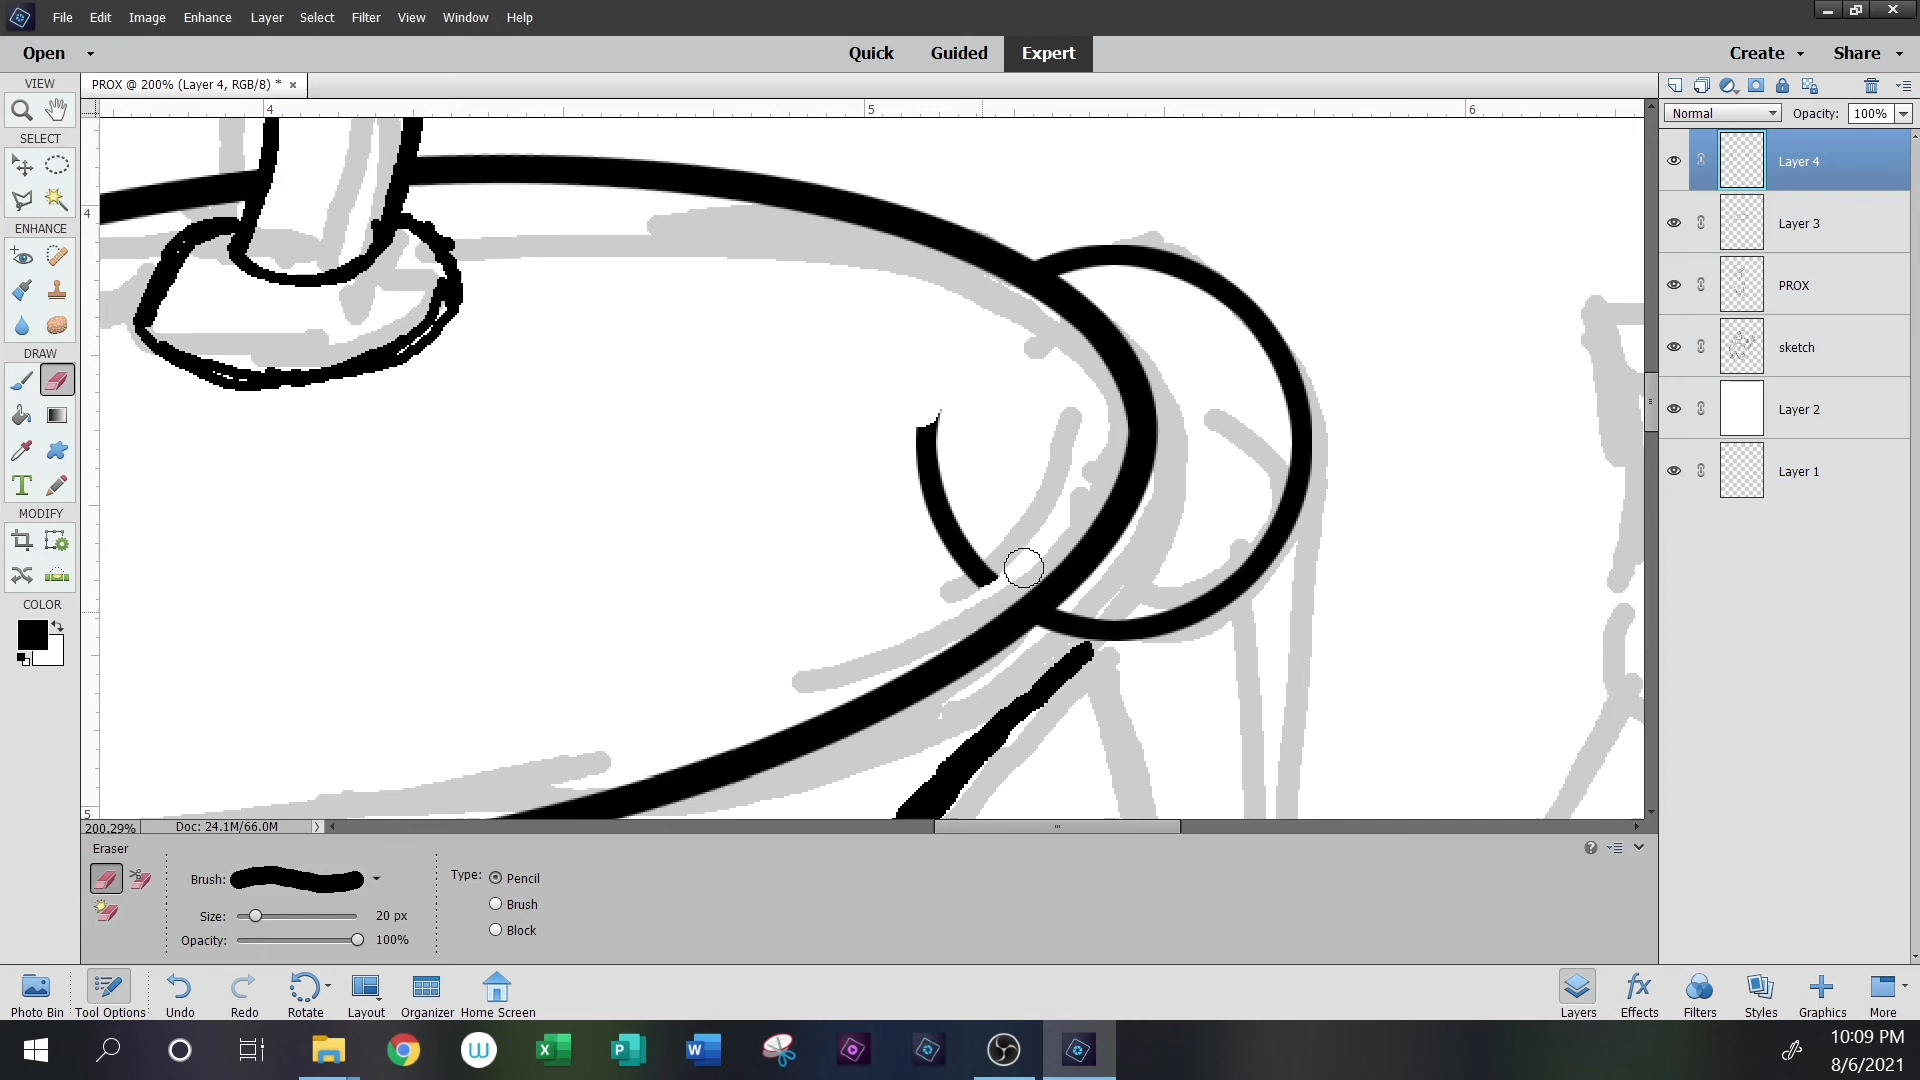 File Edit Image Enhance Layer Select Filter View Window Help
Open Quick Guided Expert Create Share
VIEW
PROX @ 200% (Layer 4, RGB/8) * ×
4 5 6
Normal Opacity: 100%
SELECT
Layer 4
4
Layer 3
ENHANCE
PROX
DRAW
sketch
Layer 2
Layer 1
T
MODIFY
COLOR
5
200.29% Doc: 24.1M/66.0M
Eraser
Brush:
Type: Pencil
Brush
Size: 20 px
Block
Opacity: 100%
Photo Bin Tool Options Undo Redo Rotate Layout Organizer Home Screen Layers Effects Filters Styles Graphics More
10:09 PM
8/6/2021